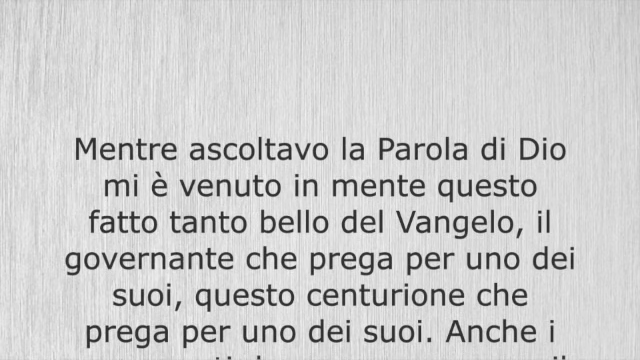 Mentre ascoltavo la Parola di Dio
mi è venuto in mente questo
fatto tanto bello del Vangelo, il
governante che prega per uno dei
suoi, questo centurione che
prega per uno dei suoi. Anche i